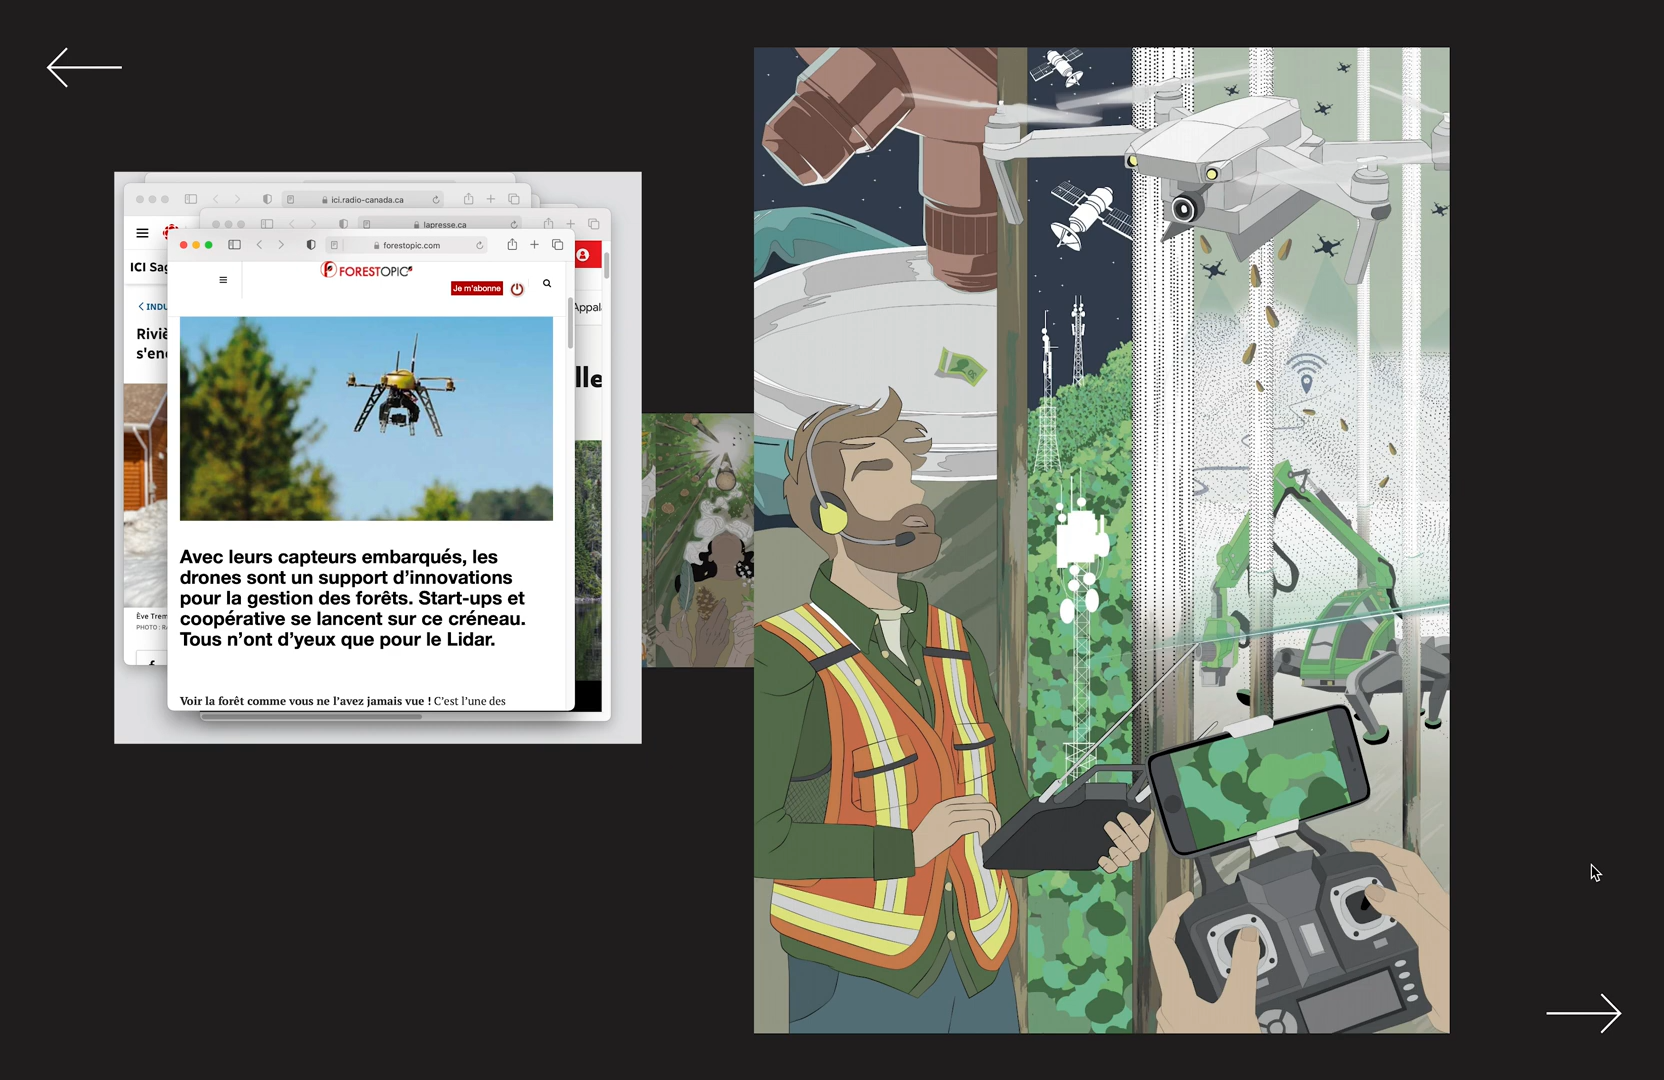 ici.radio-canada.ca
lapresse.ca
forestopic.com
ICI Sag
FORESTOPIC
Je m'abonne
INDU
Appal
Riviè
s'en
lle
Avec leurs capteurs embarqués, les
drones sont un support d’innovations
pour la gestion des forêts. Start-ups et
coopérative se lancent sur ce créneau.
Tous n’ont d’yeux que pour le Lidar.
Ève Trem
PHOTO : RA
Voir la forêt comme vous ne l’avez jamais vue ! C’est l’une des
20